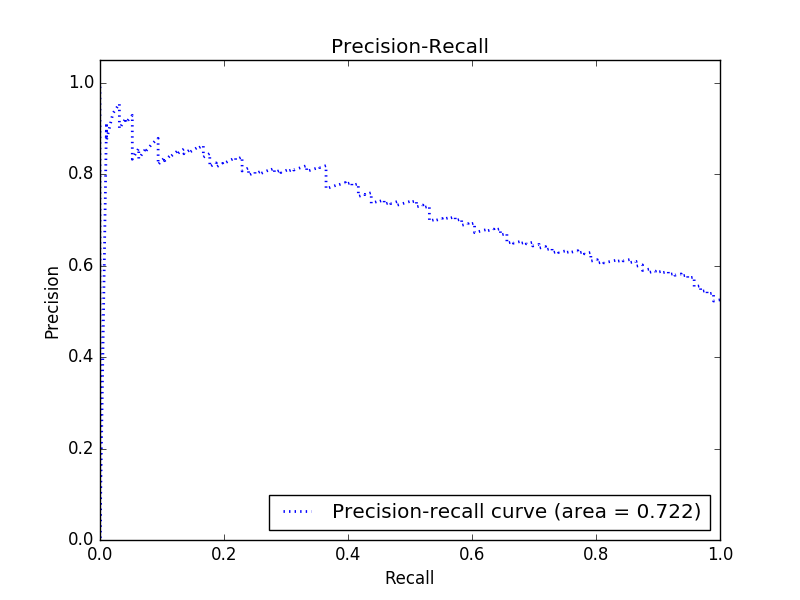 Precision-Recall
1.0
0.8
0.6
0.4
0.2
0.0
Precision
0.0 0.2 0.4 0.6 0.8 1.0
Recall
Precision-recall curve (area = 0.722)